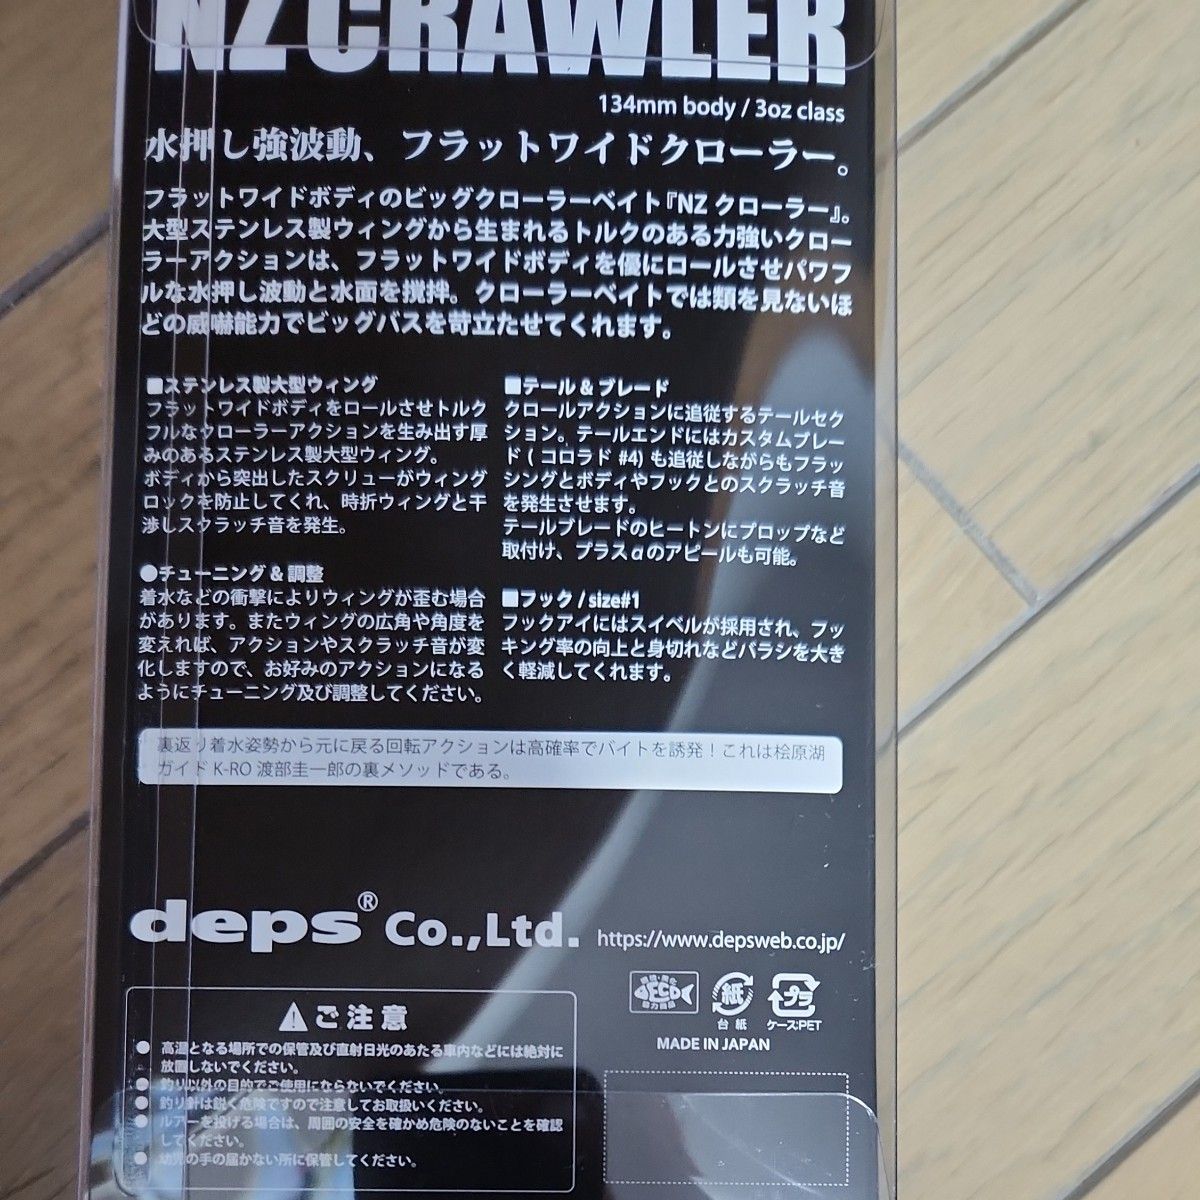 NZ CRAWLER
134mm body / 3oz class
水押し強波動、フラットワイドクローラー。
フラットワイドボディのビッグクローラーベイト『NZ クローラー』。
大型ステンレス製ウィングから生まれるトルクのある力強いクロー
ラーアクションは、フラットワイドボディを優にロールさせパワフ
ルな水押し波動と水面を撹拌。クローラーベイトでは類を見ないほ
どの威嚇能力でビッグバスを苛立たせてくれます。
■ステンレス製大型ウィング
フラットワイドボディをロールさせトルク
フルなクローラーアクションを生み出す厚
みのあるステンレス製大型ウィング。
ボディから突出したスクリューがウィング
ロックを防止してくれ、時折ウィングと干
渉しスクラッチ音を発生。
●チューニング & 調整
着水などの衝撃によりウィングが歪む場合
があります。またウィングの広角や角度を
変えれば、アクションやスクラッチ音が変
化しますので、お好みのアクションになる
ようにチューニング及び調整してください。
■テール & ブレード
クロールアクションに追従するテールセク
ション。テールエンドにはカスタムブレー
ド ( コロラド #4) も追従しながらもフラッ
シングとボディやフックとのスクラッチ音
を発生させます。
テールブレードのヒートンにプロップなど
取付け、プラスαのアピールも可能。
■フック / size#1
フックアイにはスイベルが採用され、フッ
キング率の向上と身切れなどバラシを大き
く軽減してくれます。
裏返り着水姿勢から元に戻る回転アクションは高確率でバイトを誘発！これは桧原湖
ガイド K-RO 渡部圭一郎の裏メソッドである。
deps® Co.,Ltd. https://www.depsweb.co.jp/
環境・変化
ECO
助力商品
紙
台紙
プラ
ケース:PET
MADE IN JAPAN
ご注意
● 高温となる場所での保管及び直射日光のあたる車内などには絶対に
放置しないでください。
● 釣り以外の目的でご使用にならないでください。
● 釣り針は鋭く危険ですので注意してお取扱いください。
● ルアーを投げる場合は、周囲の安全を確かめ危険のないことを確認
してください。
● 幼児の手の届かない所に保管してください。